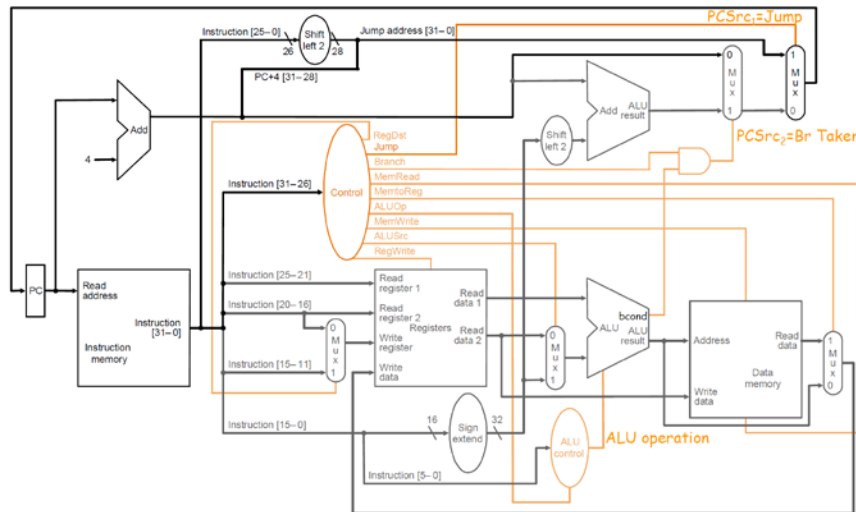 PCSrc1=Jump
Instruction [25–0]
Shift
left 2
Jump address [31–0]
26
28
PC+4 [31–28]
0
M
u
x
1
1
M
u
x
0
Add
4
Add
ALU
result
Shift
left 2
PCSrc2=Br Taken
RegDst
Jump
Branch
MemRead
MemtoReg
ALUOp
MemWrite
ALUSrc
RegWrite
Instruction [31–26]
Control
PC
Read
address
Instruction
[31–0]
Instruction
memory
Instruction [25–21]
Instruction [20–16]
Instruction [15–11]
0
M
u
x
1
Read
register 1
Read
register 2
Write
register
Write
data
Registers
Read
data 1
Read
data 2
0
M
u
x
1
bcond
ALU
ALU
result
Address
Write
data
Read
data
Data
memory
1
M
u
x
0
Instruction [15–0]
16
Sign
extend
32
Instruction [5–0]
ALU
control
ALU operation